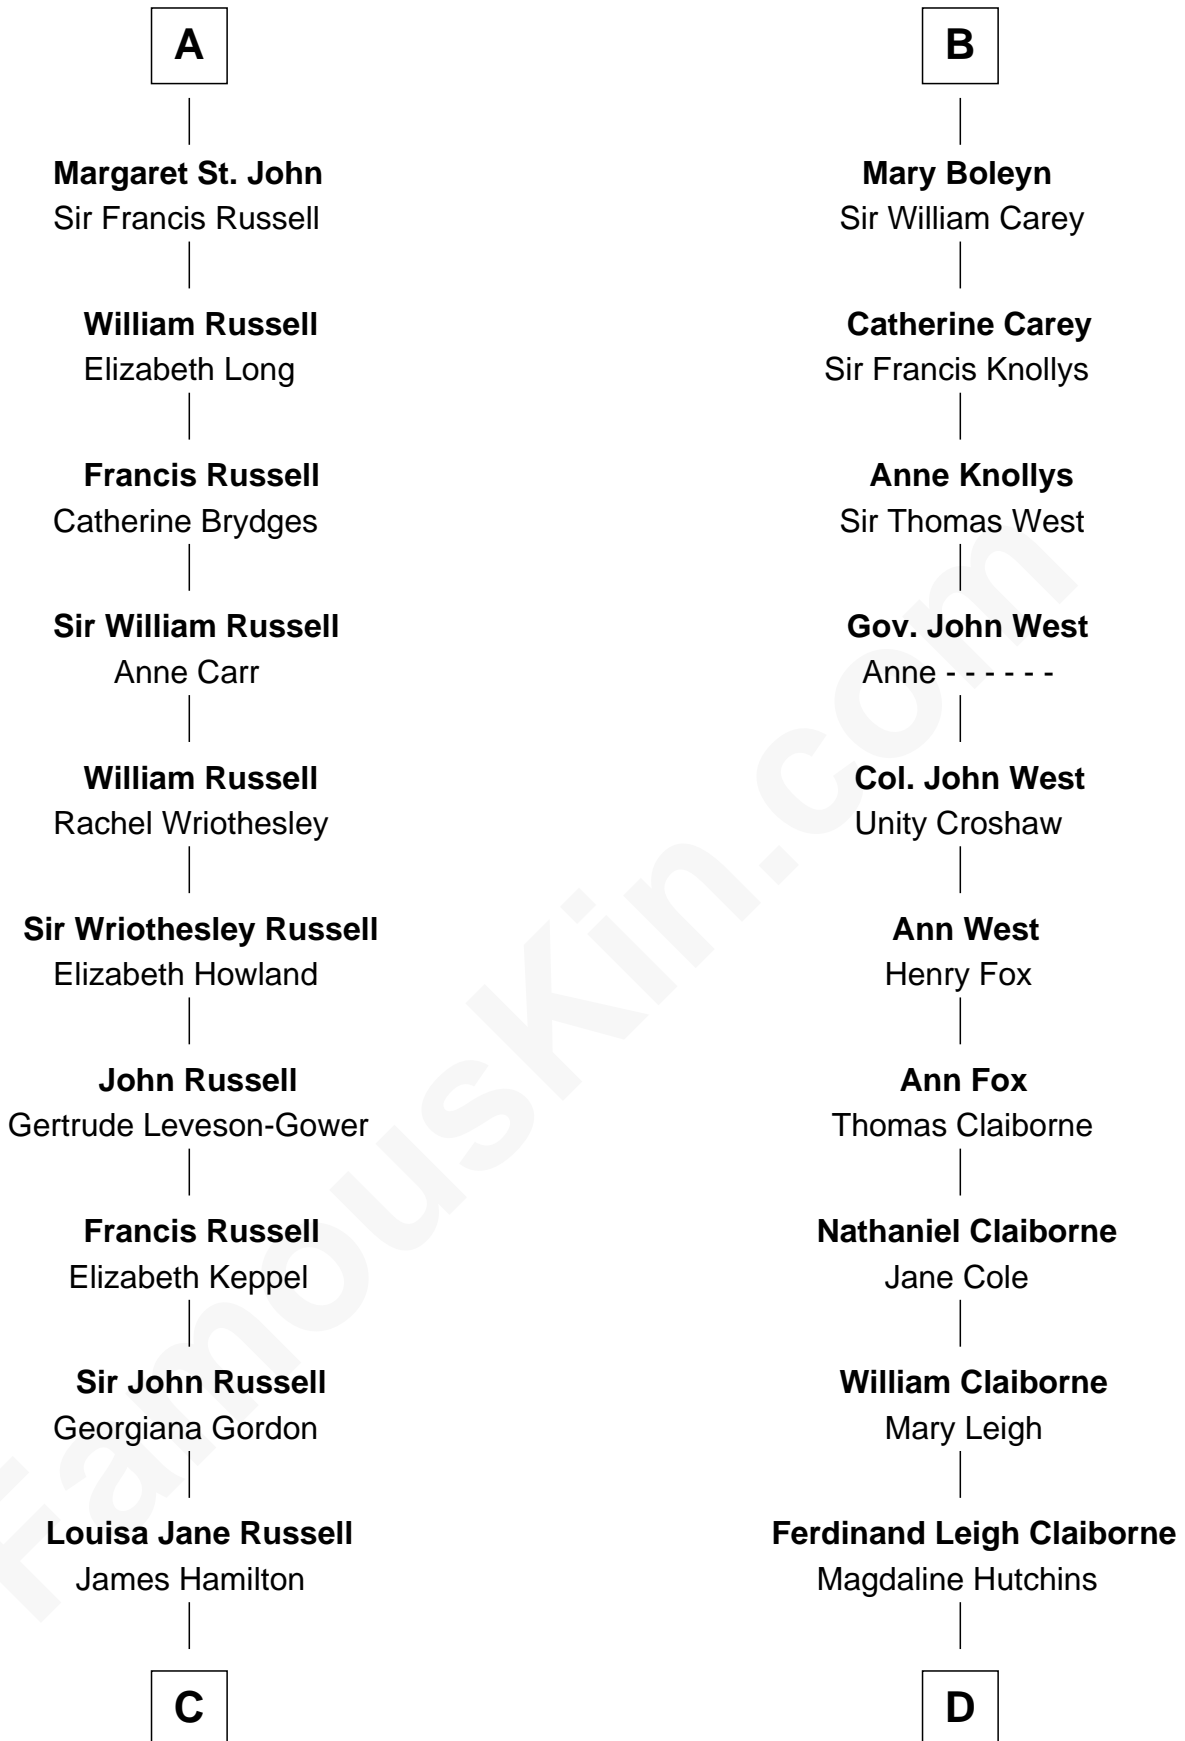 A
Margaret St. John
Sir Francis Russell
William Russell
Elizabeth Long
Francis Russell
Catherine Brydges
Sir William Russell
Anne Carr
William Russell
Rachel Wriothesley
Sir Wriothesley Russell
Elizabeth Howland
John Russell
Gertrude Leveson-Gower
Francis Russell
Elizabeth Keppel
Sir John Russell
Georgiana Gordon
Louisa Jane Russell
James Hamilton
C
B
Mary Boleyn
Sir William Carey
Catherine Carey
Sir Francis Knollys
Anne Knollys
Sir Thomas West
Gov. John West
Anne - - - - - -
Col. John West
Unity Croshaw
Ann West
Henry Fox
Ann Fox
Thomas Claiborne
Nathaniel Claiborne
Jane Cole
William Claiborne
Mary Leigh
Ferdinand Leigh Claiborne
Magdaline Hutchins
D
FamousKin.com